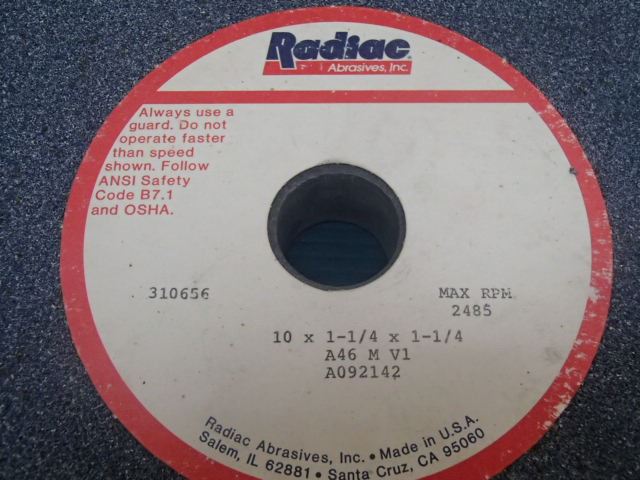 Radiac
Abrasives, Inc.
Always use a
guard. Do not
operate faster
than speed
shown. Follow
ANSI Safety
Code B7.1
and OSHA.
310656
MAX RPM
2485
10 x 1-1/4 x 1-1/4
A46 M V1
A092142
Radiac Abrasives, Inc. • Made in U.S.A.
Salem, IL 62881 • Santa Cruz, CA 95060